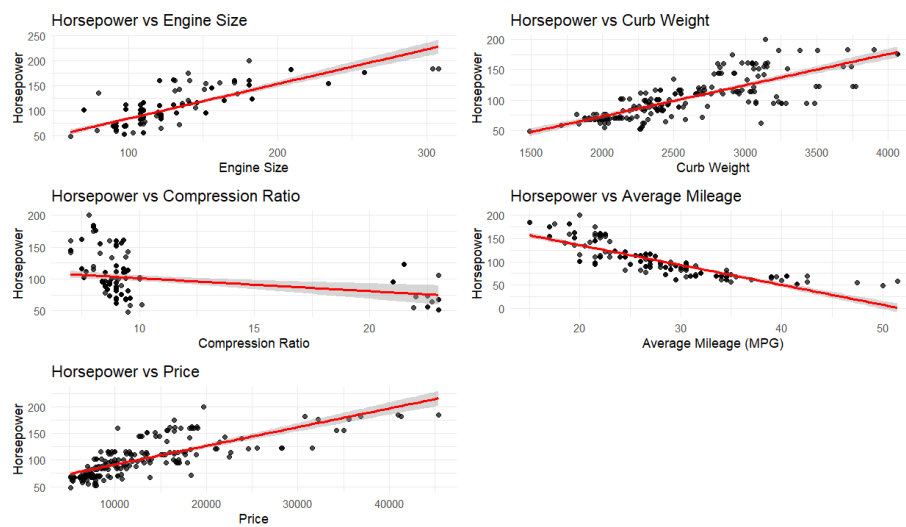 Horsepower vs Engine Size
Horsepower
250
200
150
100
50
100
200
300
Engine Size
Horsepower vs Curb Weight
Horsepower
200
150
100
50
1500
2000
2500
3000
3500
4000
Curb Weight
Horsepower vs Compression Ratio
Horsepower
200
150
100
50
10
15
20
Compression Ratio
Horsepower vs Average Mileage
Horsepower
200
150
100
50
0
20
30
40
50
Average Mileage (MPG)
Horsepower vs Price
Horsepower
200
150
100
50
10000
20000
30000
40000
Price